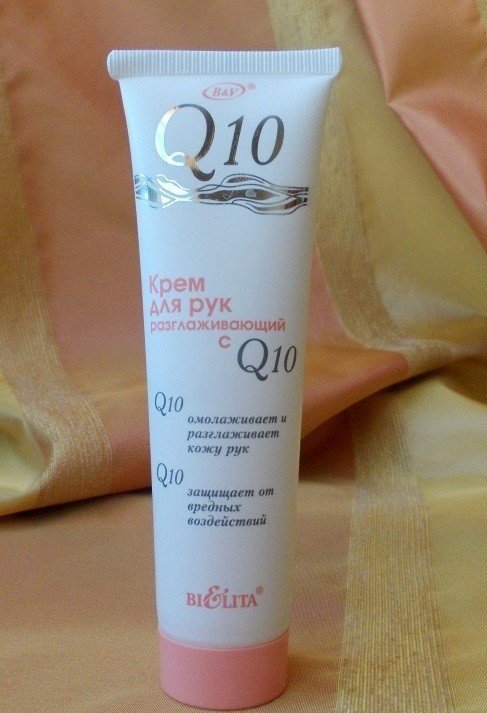 B&V®
Q10
Крем
для рук
разглаживающий
с Q10
Q10
омолаживает и
разглаживает
кожу рук
Q10
защищает от
вредных
воздействий
BIELITA®